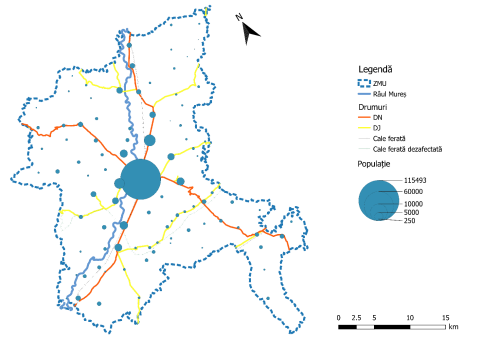 N
Legendă
ZMU
Râul Mureș
Drumuri
DN
DJ
Cale ferată
Cale ferată dezafectată
Populație
115493
60000
10000
5000
250
0 2.5 5 10 15
km